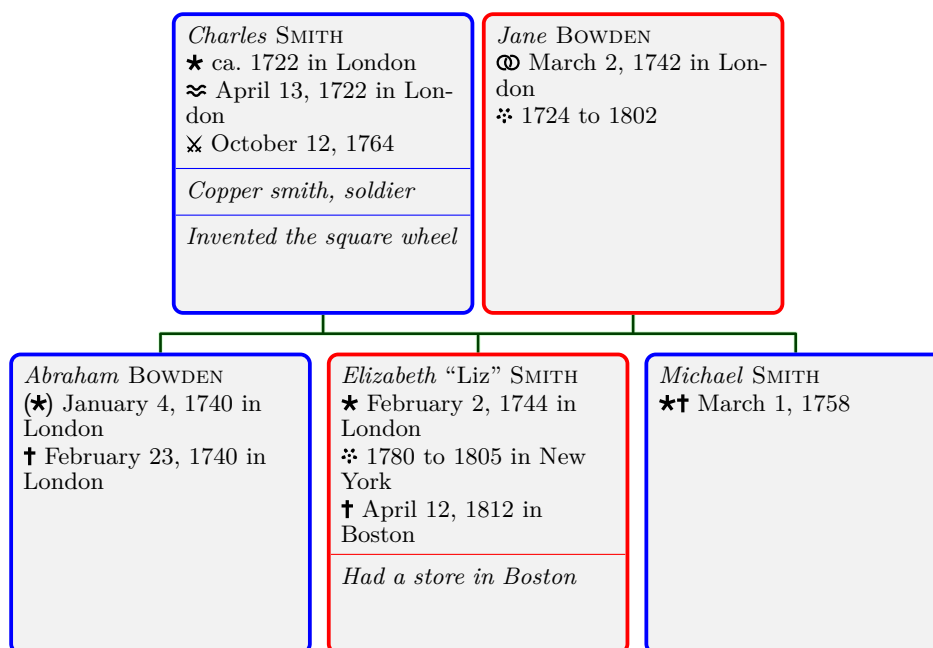 Charles SMITH
★ ca. 1722 in London
≈ April 13, 1722 in Lon-
don
⚔ October 12, 1764
Copper smith, soldier
Invented the square wheel
Jane BOWDEN
⚭ March 2, 1742 in Lon-
don
⁘ 1724 to 1802
Abraham BOWDEN
(★) January 4, 1740 in
London
† February 23, 1740 in
London
Elizabeth “Liz” SMITH
★ February 2, 1744 in
London
⁘ 1780 to 1805 in New
York
† April 12, 1812 in
Boston
Had a store in Boston
Michael SMITH
★† March 1, 1758